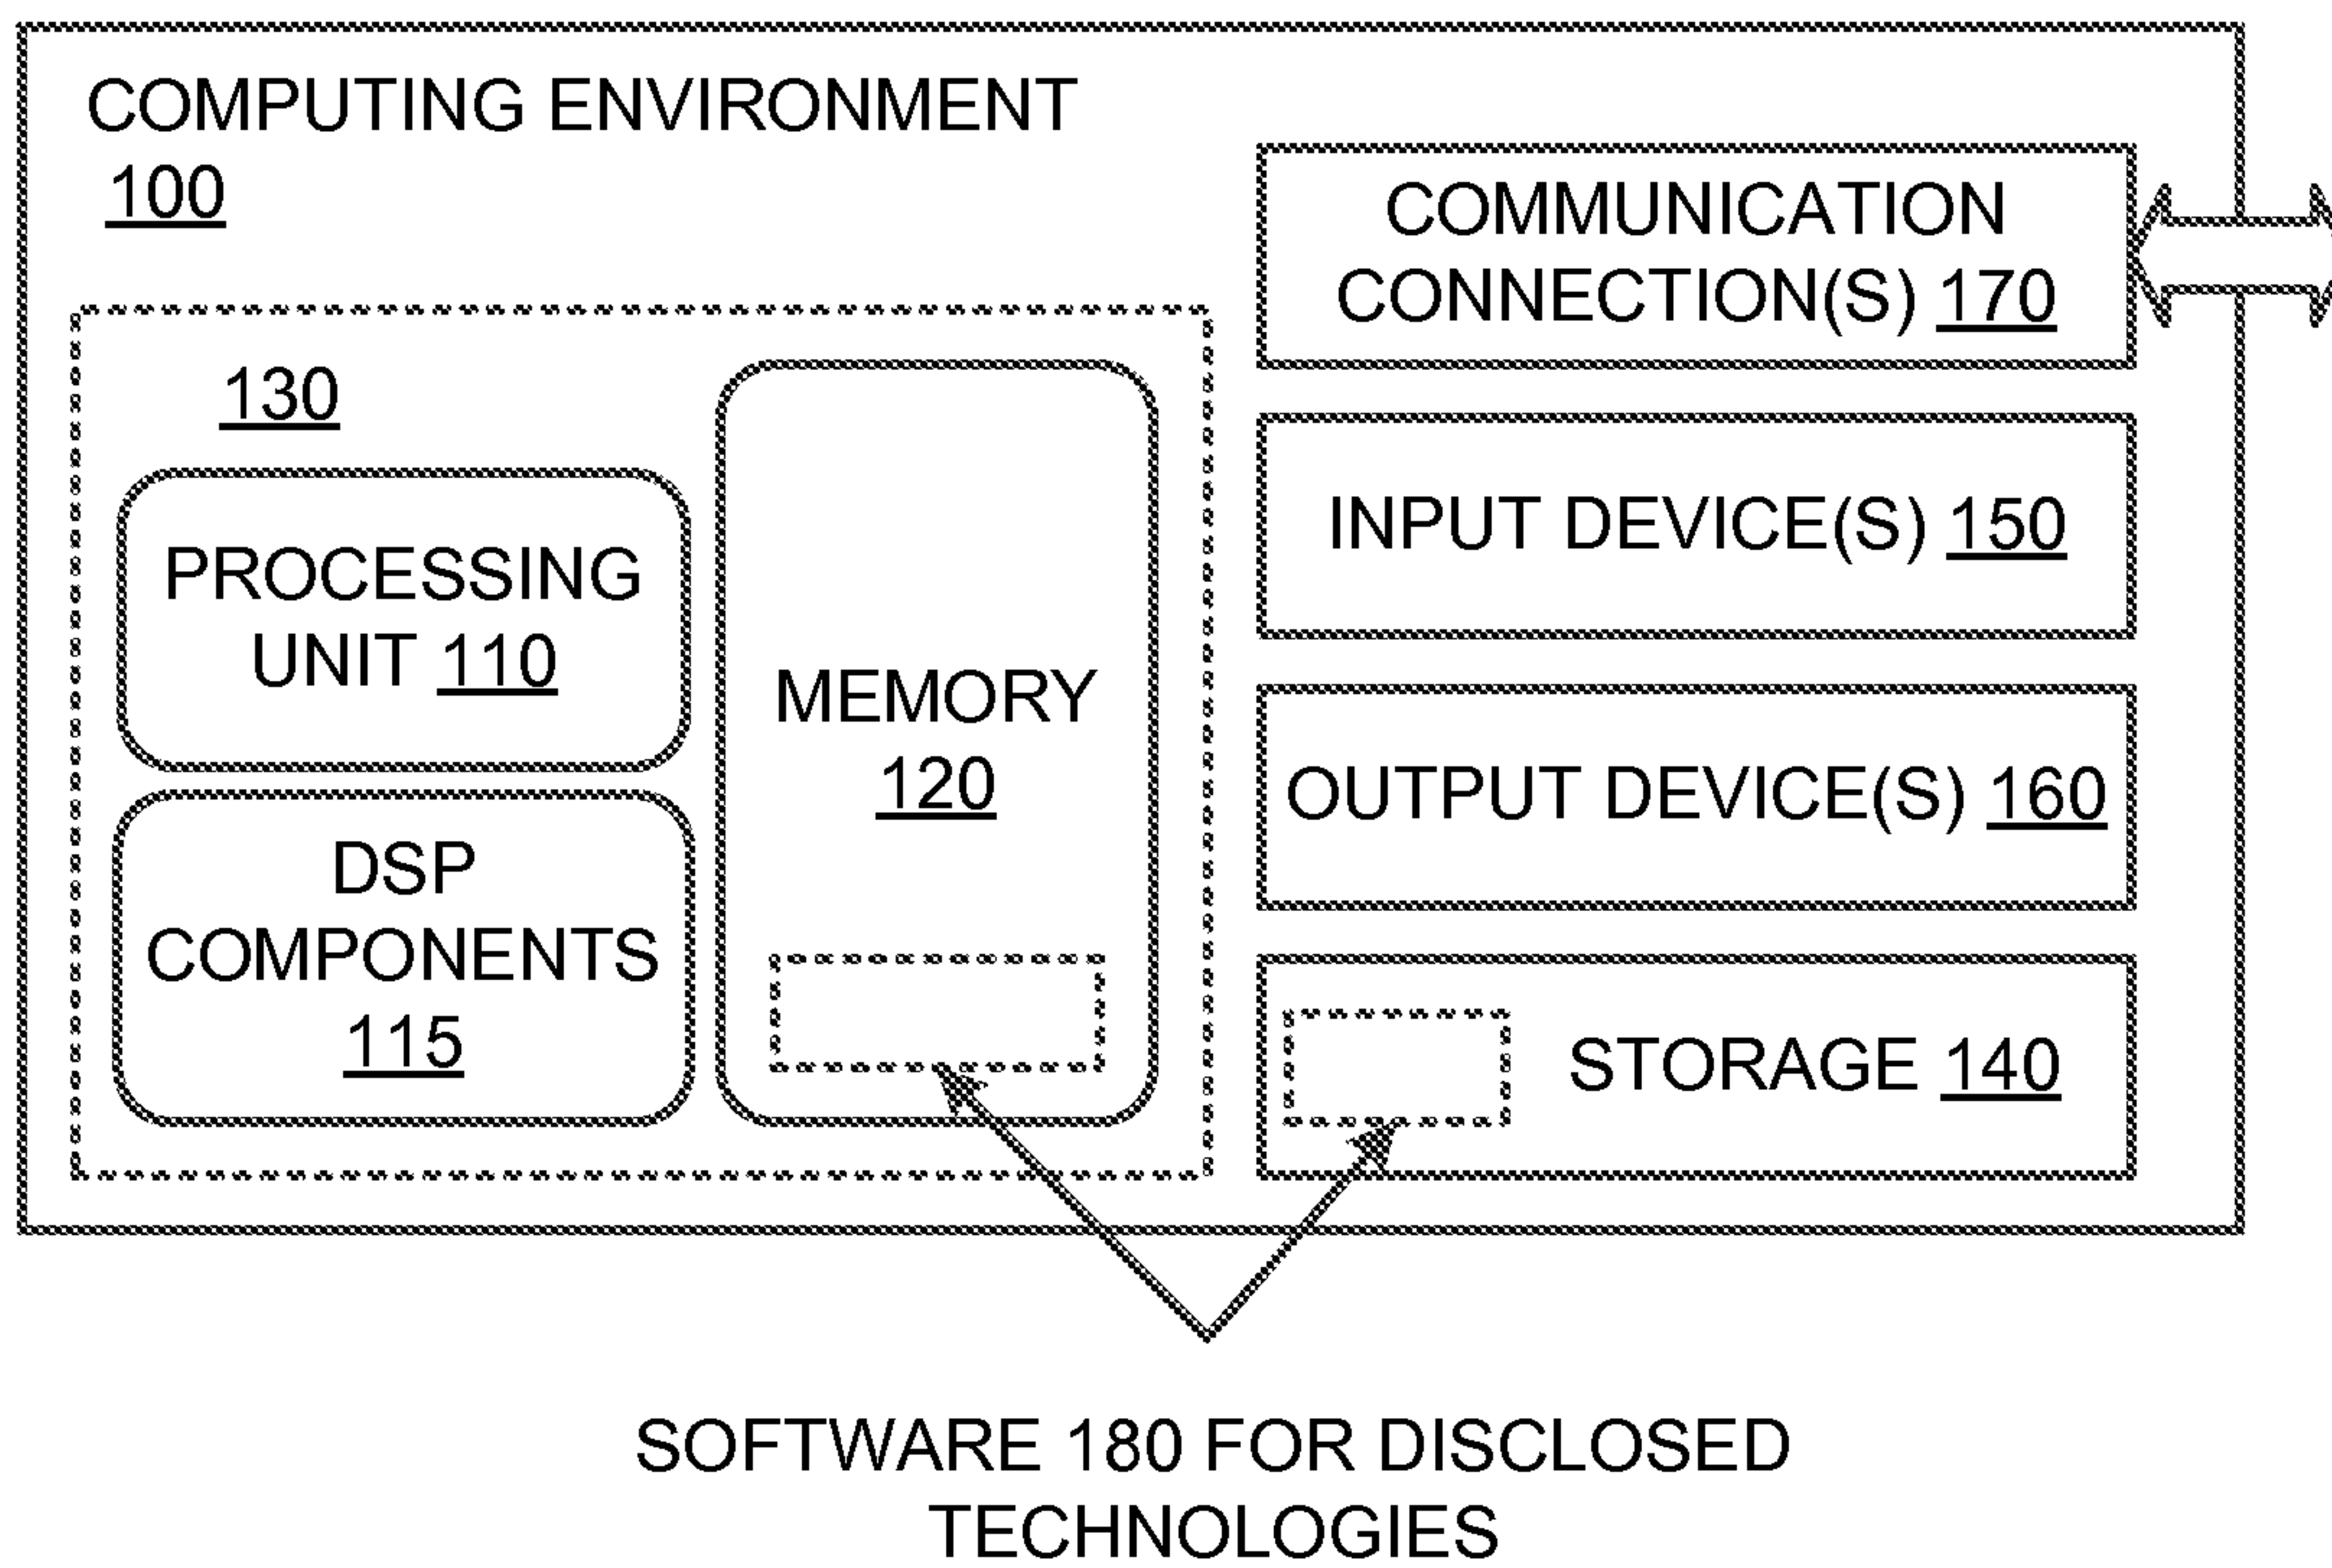 COMPUTING ENVIRONMENT
100
130
PROCESSING
UNIT 110
DSP
COMPONENTS
115
MEMORY
120
COMMUNICATION
CONNECTION(S) 170
INPUT DEVICE(S) 150
OUTPUT DEVICE(S) 160
STORAGE 140
SOFTWARE 180 FOR DISCLOSED
TECHNOLOGIES